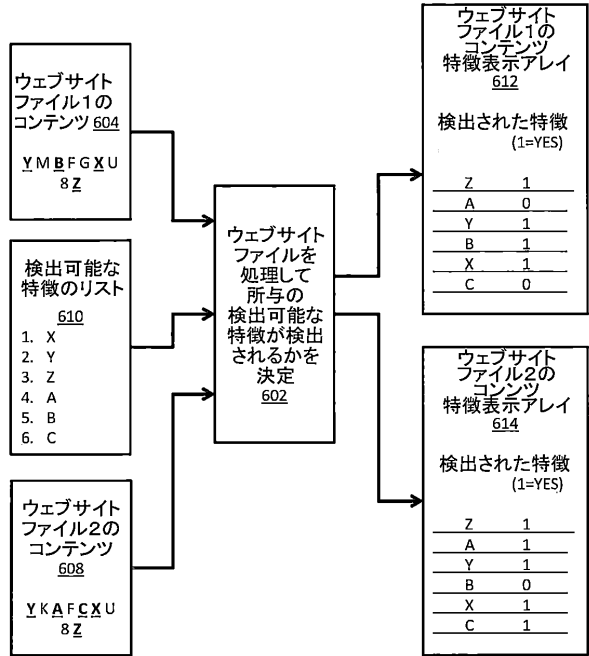 ウェブサイト
ファイル１の
コンテンツ 604
Y M B F G X U
8 Z
検出可能な
特徴のリスト
610
1. X
2. Y
3. Z
4. A
5. B
6. C
ウェブサイト
ファイル２の
コンテンツ
608
Y K A F C X U
8 Z
ウェブサイト
ファイルを
処理して
所与の
検出可能な
特徴が検出
されるかを
決定
602
ウェブサイト
ファイル1の
コンテンツ
特徴表示アレイ
612
検出された特徴
(1=YES)
Z 1
A 0
Y 1
B 1
X 1
C 0
ウェブサイト
ファイル2の
コンンツ
特徴表示アレイ
614
検出された特徴
(1=YES)
Z 1
A 1
Y 1
B 0
X 1
C 1